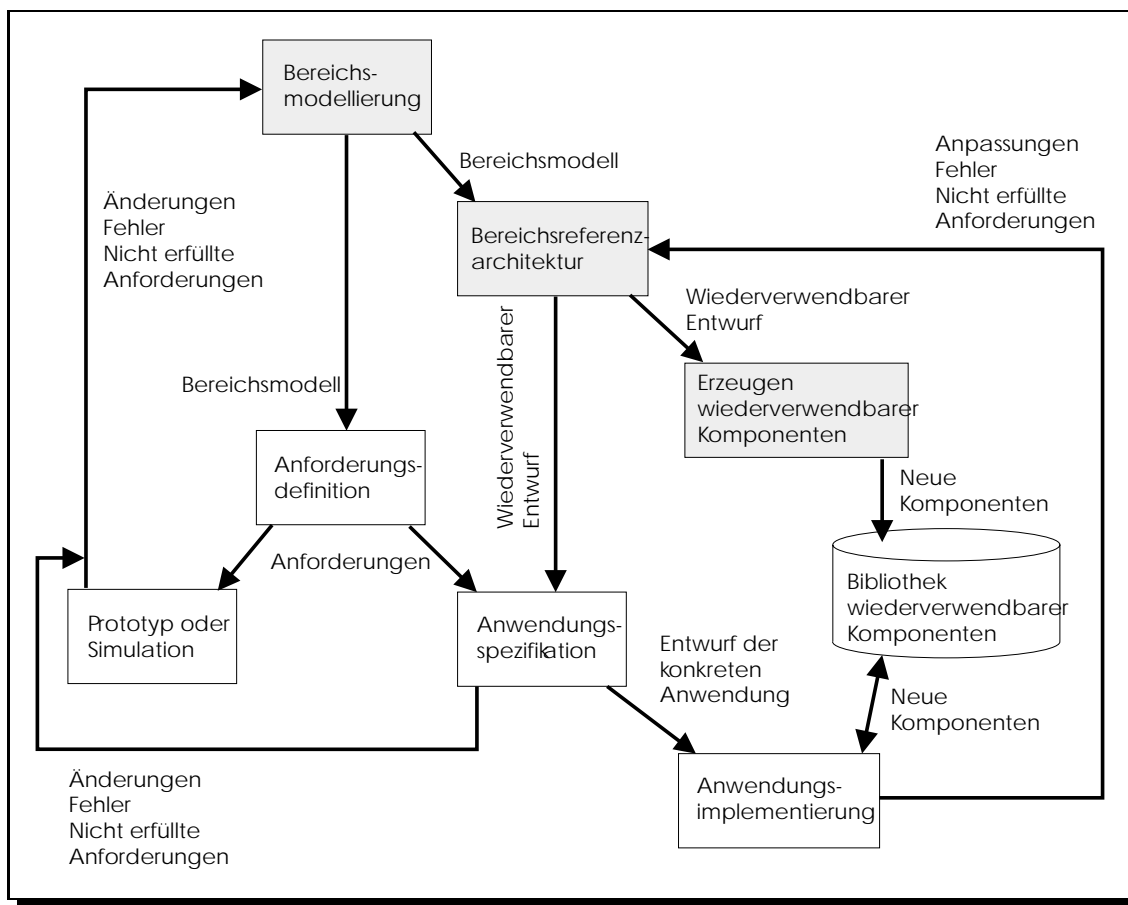 Bereichs-
modellierung
Bereichsmodell
Anpassungen
Fehler
Nicht erfüllte
Anforderungen
Änderungen
Fehler
Nicht erfüllte
Anforderungen
Bereichsreferenz-
architektur
Wiederverwendbarer
Entwurf
Wiederverwendbarer
Entwurf
Bereichsmodell
Erzeugen
wiederverwendbarer
Komponenten
Anforderungs-
definition
Neue
Komponenten
Anforderungen
Bibliothek
wiederverwendbarer
Komponenten
Prototyp oder
Simulation
Anwendungs-
spezifikation
Entwurf der
konkreten
Anwendung
Neue
Komponenten
Änderungen
Fehler
Nicht erfüllte
Anforderungen
Anwendungs-
implementierung